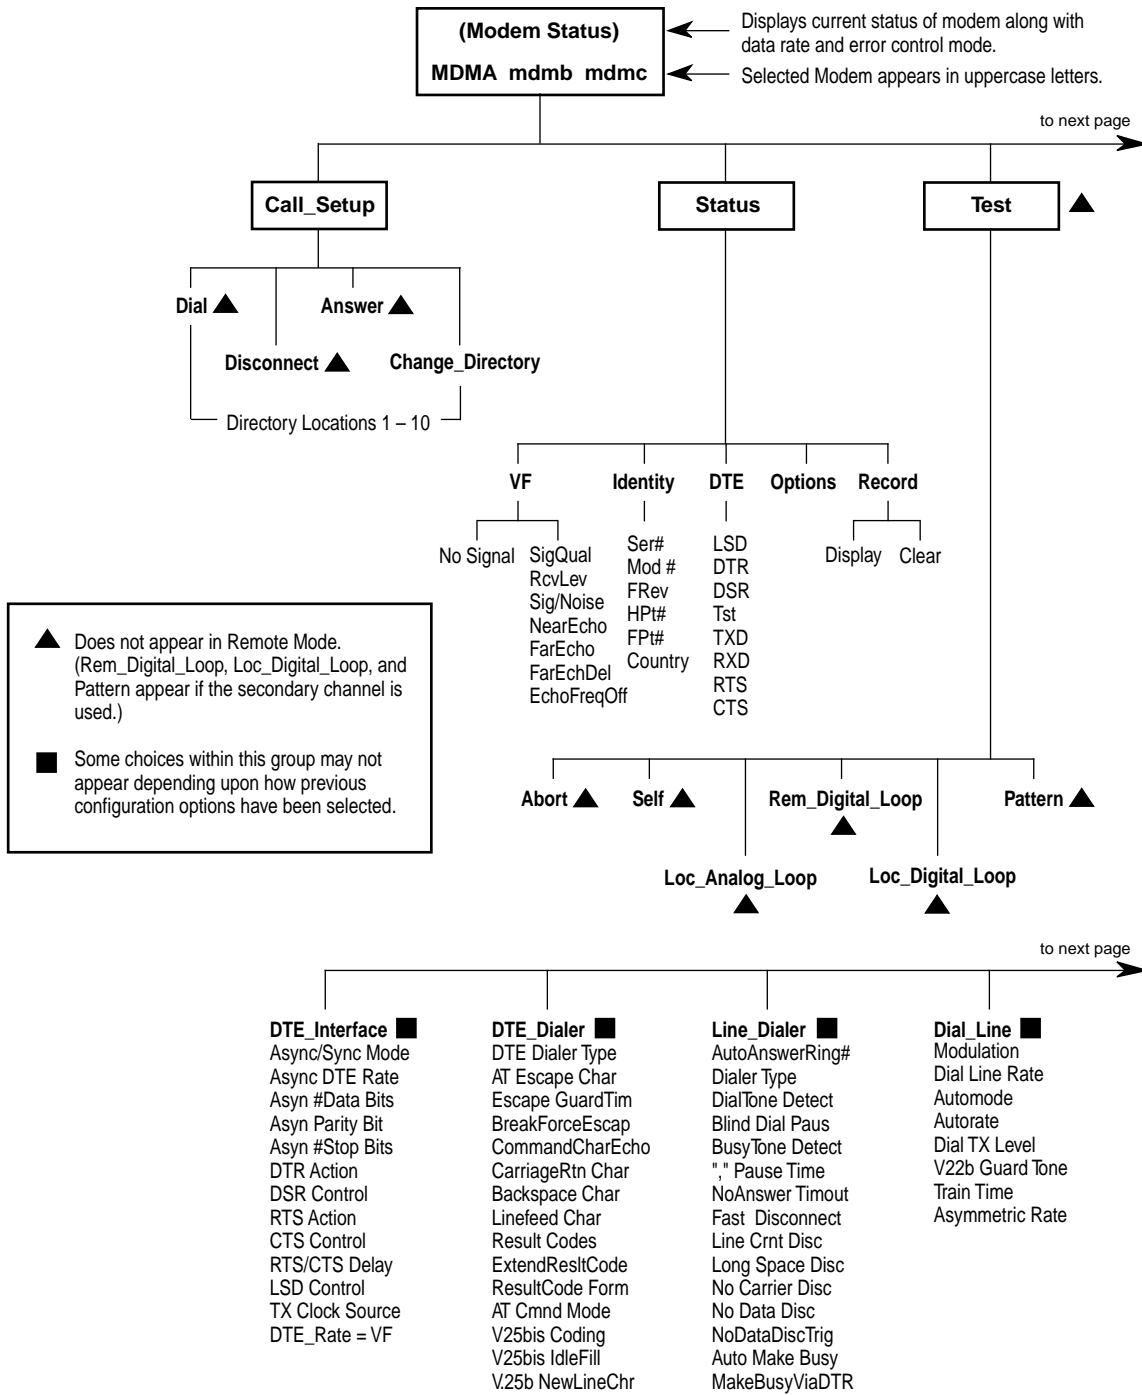 (Modem Status)
MDMA mdmb mdmc
Displays current status of modem along with
data rate and error control mode.
Selected Modem appears in uppercase letters.
to next page
Call_Setup
Status
Test
Dial
Answer
Disconnect
Change_Directory
Directory Locations 1 – 10
VF
Identity
DTE
Options
Record
No Signal
SigQual
RcvLev
Sig/Noise
NearEcho
FarEcho
FarEchDel
EchoFreqOff
Ser#
Mod #
FRev
HPt#
FPt#
Country
LSD
DTR
DSR
Tst
TXD
RXD
RTS
CTS
Display
Clear
Does not appear in Remote Mode.
(Rem_Digital_Loop, Loc_Digital_Loop, and
Pattern appear if the secondary channel is
used.)
Some choices within this group may not
appear depending upon how previous
configuration options have been selected.
Abort
Self
Rem_Digital_Loop
Pattern
Loc_Analog_Loop
Loc_Digital_Loop
to next page
DTE_Interface
Async/Sync Mode
Async DTE Rate
Asyn #Data Bits
Asyn Parity Bit
Asyn #Stop Bits
DTR Action
DSR Control
RTS Action
CTS Control
RTS/CTS Delay
LSD Control
TX Clock Source
DTE_Rate = VF
DTE_Dialer
DTE Dialer Type
AT Escape Char
Escape GuardTim
BreakForceEscap
CommandCharEcho
CarriageRtn Char
Backspace Char
Linefeed Char
Result Codes
ExtendResltCode
ResultCode Form
AT Cmnd Mode
V25bis Coding
V25bis IdleFill
V.25b NewLineChr
Line_Dialer
AutoAnswerRing#
Dialer Type
DialTone Detect
Blind Dial Paus
BusyTone Detect
"," Pause Time
NoAnswer Timout
Fast Disconnect
Line Crnt Disc
Long Space Disc
No Carrier Disc
No Data Disc
NoDataDiscTrig
Auto Make Busy
MakeBusyViaDTR
Dial_Line
Modulation
Dial Line Rate
Automode
Autorate
Dial TX Level
V22b Guard Tone
Train Time
Asymmetric Rate